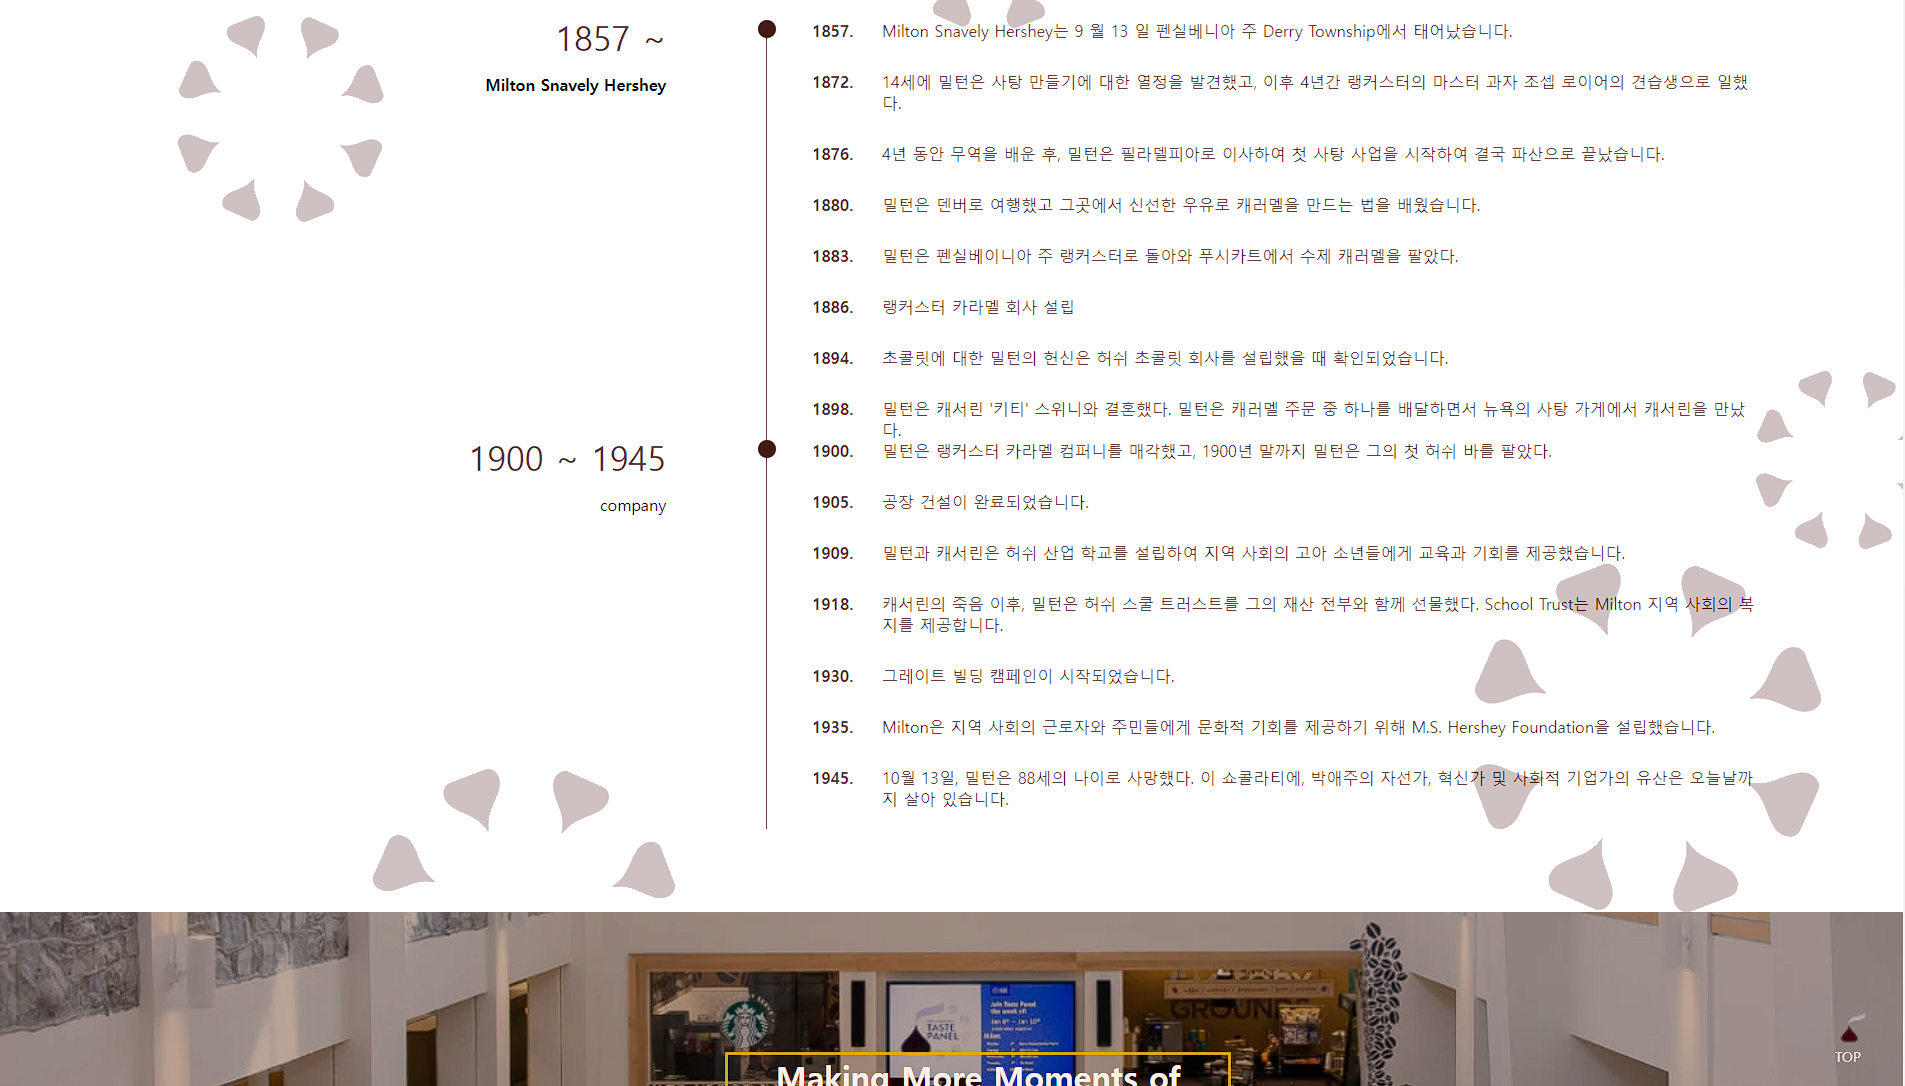 1857 ~
Milton Snavely Hershey
1857. Milton Snavely Hershey는 9 월 13 일 펜실베니아 주 Derry Township에서 태어났습니다.
1872. 14세에 밀턴은 사탕 만들기에 대한 열정을 발견했고, 이후 4년간 랭커스터의 마스터 과자 조셉 로이어의 견습생으로 일했
다.
1876. 4년 동안 무역을 배운 후, 밀턴은 필라델피아로 이사하여 첫 사탕 사업을 시작하여 결국 파산으로 끝났습니다.
1880. 밀턴은 덴버로 여행했고 그곳에서 신선한 우유로 캐러멜을 만드는 법을 배웠습니다.
1883. 밀턴은 펜실베이니아 주 랭커스터로 돌아와 푸시카트에서 수제 캐러멜을 팔았다.
1886. 랭커스터 카라멜 회사 설립
1894. 초콜릿에 대한 밀턴의 헌신은 허쉬 초콜릿 회사를 설립했을 때 확인되었습니다.
1898. 밀턴은 캐서린 '키티' 스위니와 결혼했다. 밀턴은 캐러멜 주문 중 하나를 배달하면서 뉴욕의 사탕 가게에서 캐서린을 만났
다.
1900 ~ 1945
company
1900. 밀턴은 랭커스터 카라멜 컴퍼니를 매각했고, 1900년 말까지 밀턴은 그의 첫 허쉬 바를 팔았다.
1905. 공장 건설이 완료되었습니다.
1909. 밀턴과 캐서린은 허쉬 산업 학교를 설립하여 지역 사회의 고아 소년들에게 교육과 기회를 제공했습니다.
1918. 캐서린의 죽음 이후, 밀턴은 허쉬 스쿨 트러스트를 그의 재산 전부와 함께 선물했다. School Trust는 Milton 지역 사회의 복
지를 제공합니다.
1930. 그레이트 빌딩 캠페인이 시작되었습니다.
1935. Milton은 지역 사회의 근로자와 주민들에게 문화적 기회를 제공하기 위해 M.S. Hershey Foundation을 설립했습니다.
1945. 10월 13일, 밀턴은 88세의 나이로 사망했다. 이 쇼콜라티에, 박애주의 자선가, 혁신가 및 사회적 기업가의 유산은 오늘날까
지 살아 있습니다.
TASTE
PANEL
Join Taste Panel
the week of:
Jan 6th – Jan 10th
GROUN
TOP
Making More Moments of